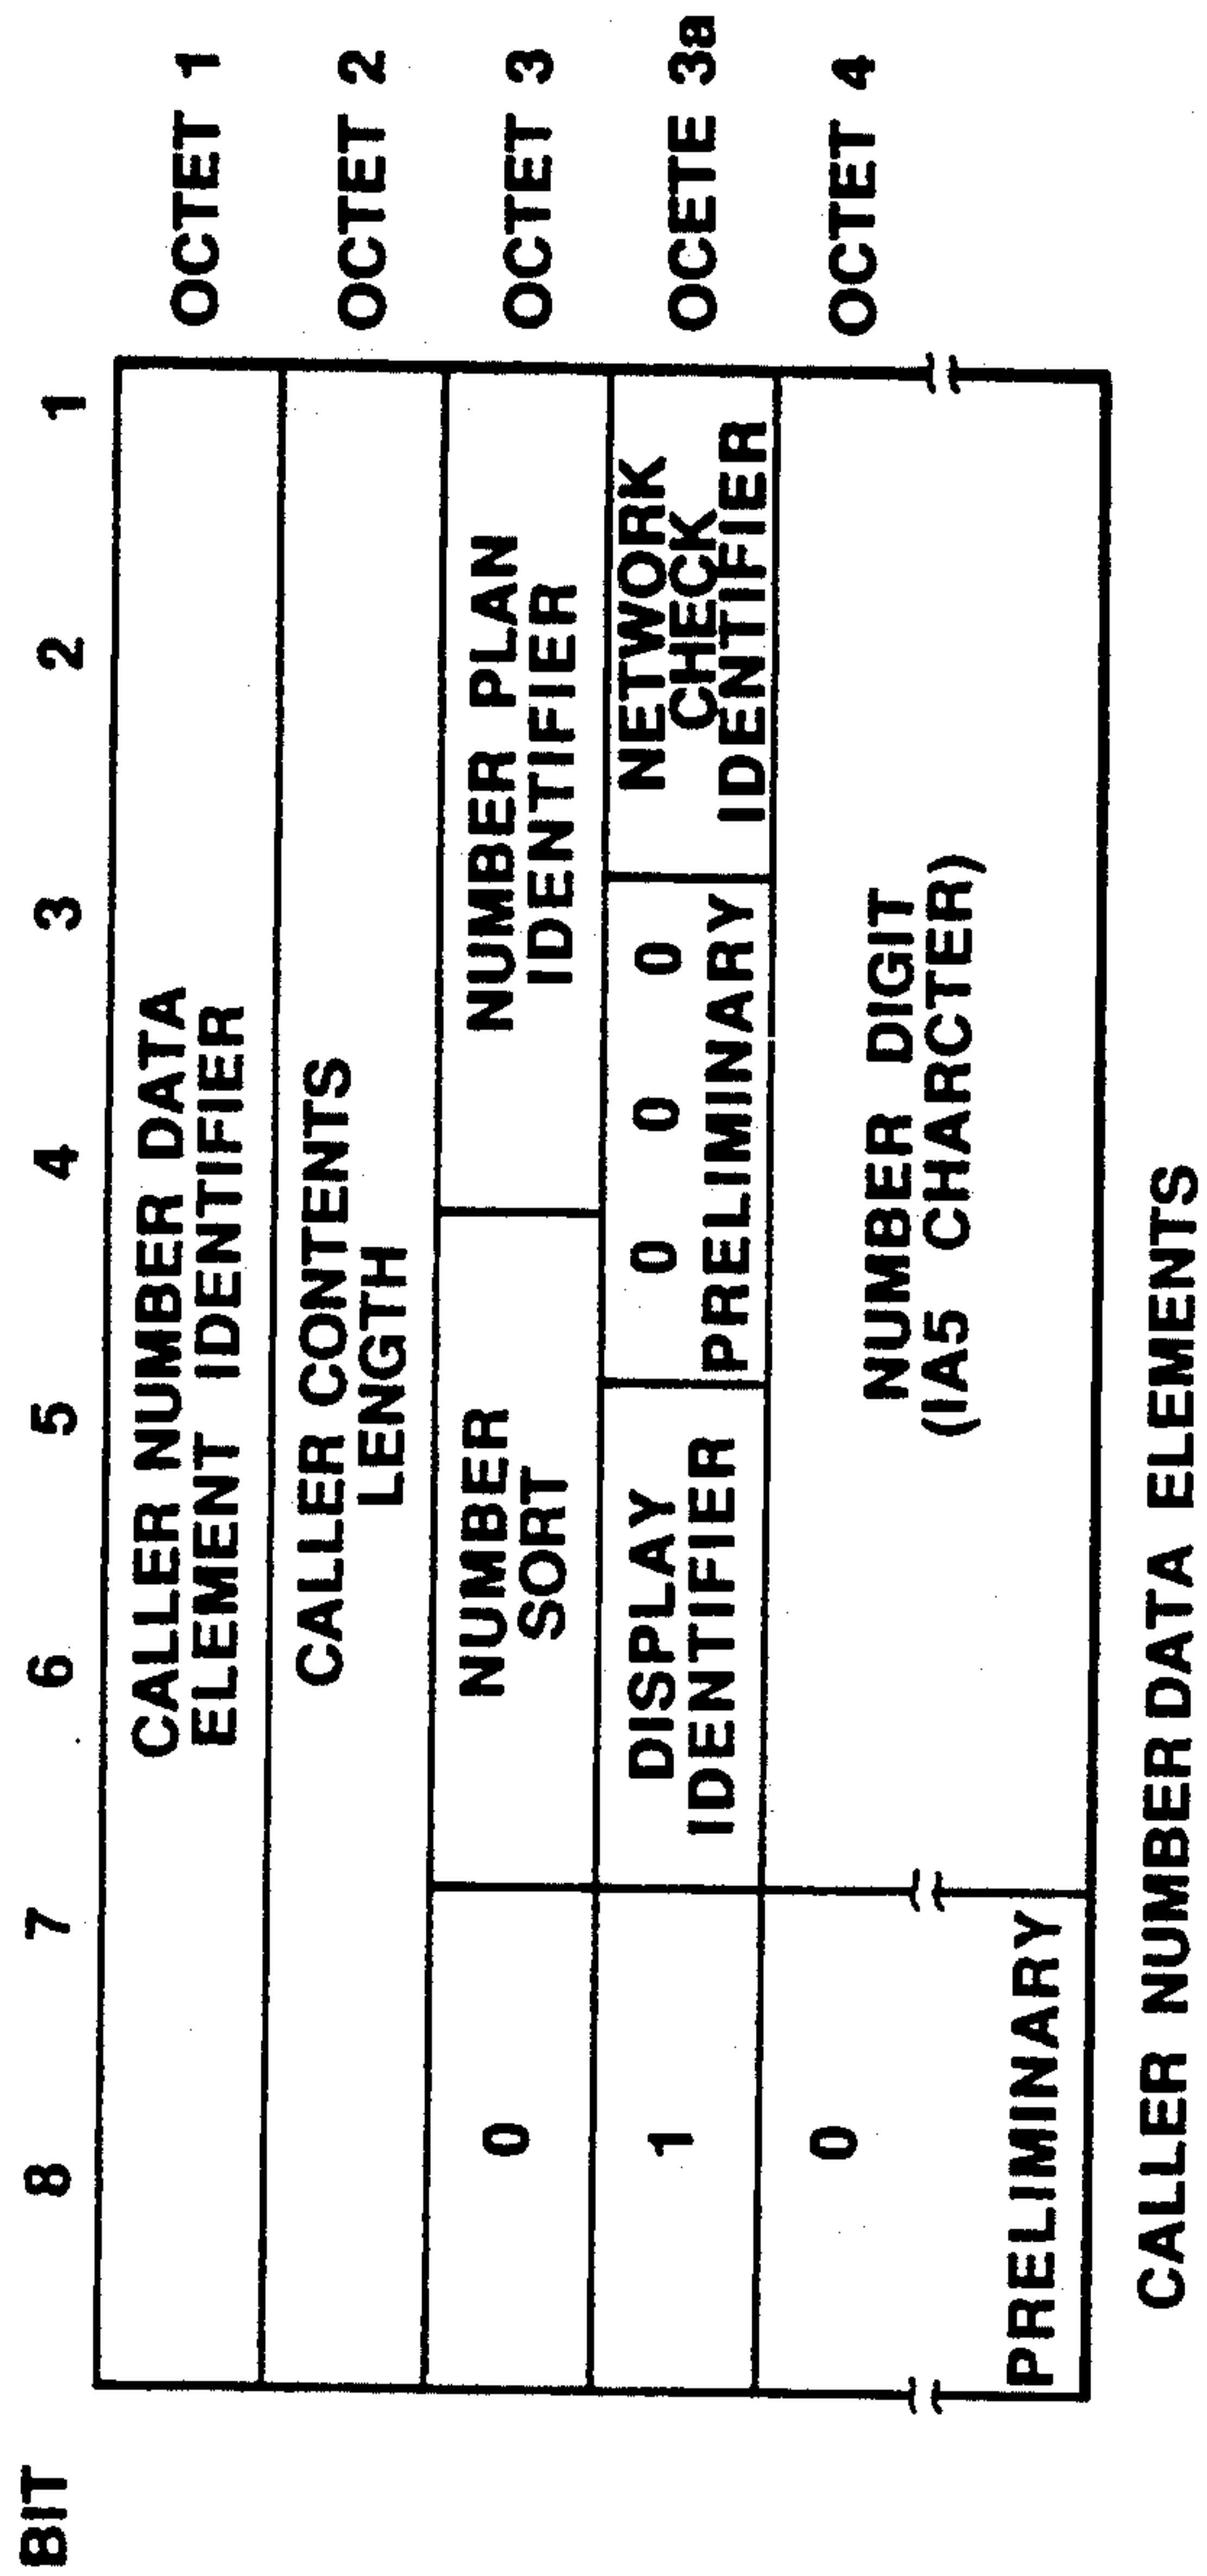 BIT 8 7 6 5 4 3 2 1
CALLER NUMBER DATA
ELEMENT IDENTIFIER
OCTET 1
CALLER CONTENTS
LENGTH
OCTET 2
0
NUMBER
SORT
NUMBER PLAN
IDENTIFIER
OCTET 3
1
DISPLAY
IDENTIFIER
0 0 0
PRELIMINARY
NETWORK
CHECK
IDENTIFIER
OCETE 3a
0
PRELIMINARY
NUMBER DIGIT
(IA5 CHARCTER)
OCTET 4
CALLER NUMBER DATA ELEMENTS